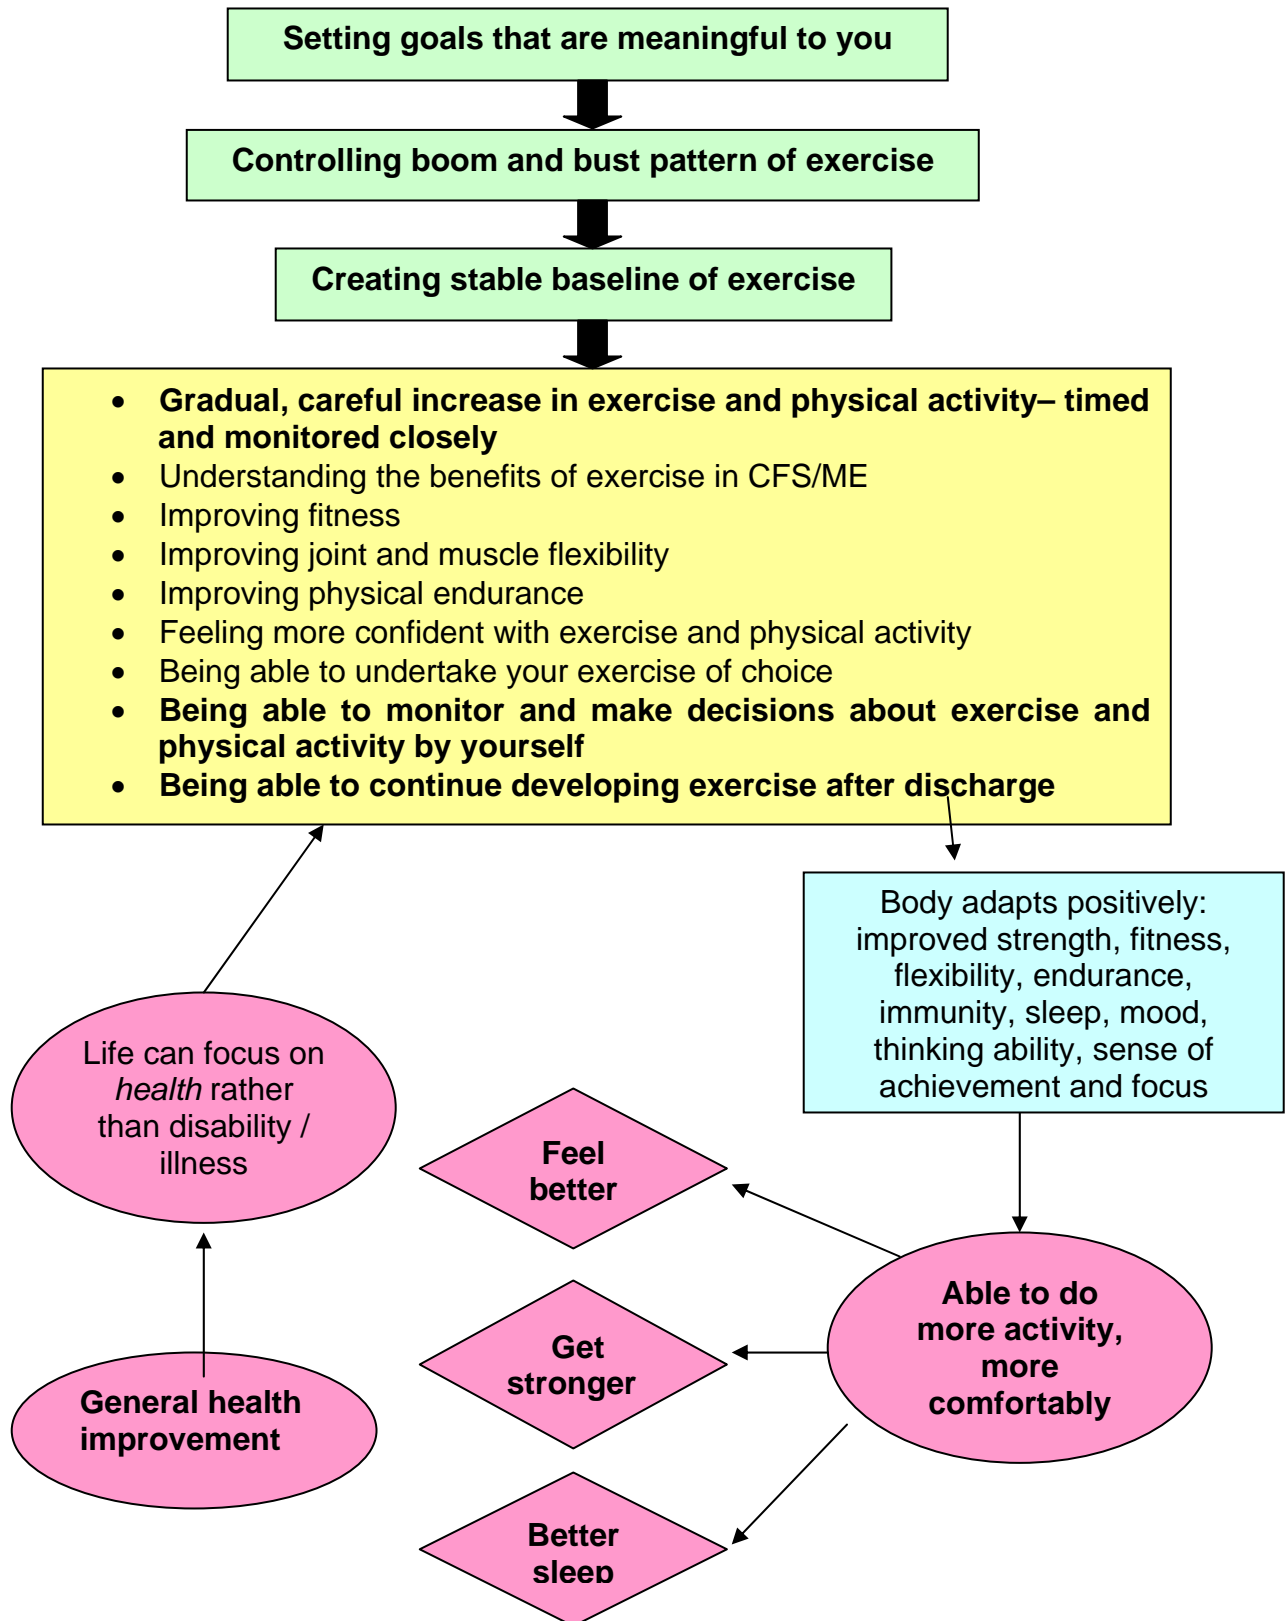 Setting goals that are meaningful to you
Controlling boom and bust pattern of exercise
Creating stable baseline of exercise
• Gradual, careful increase in exercise and physical activity– timed
and monitored closely
• Understanding the benefits of exercise in CFS/ME
• Improving fitness
• Improving joint and muscle flexibility
• Improving physical endurance
• Feeling more confident with exercise and physical activity
• Being able to undertake your exercise of choice
• Being able to monitor and make decisions about exercise and
physical activity by yourself
• Being able to continue developing exercise after discharge
Body adapts positively:
improved strength, fitness,
flexibility, endurance,
immunity, sleep, mood,
thinking ability, sense of
achievement and focus
Able to do
more activity,
more
comfortably
Feel
better
Get
stronger
Better
sleep
General health
improvement
Life can focus on
health rather
than disability /
illness